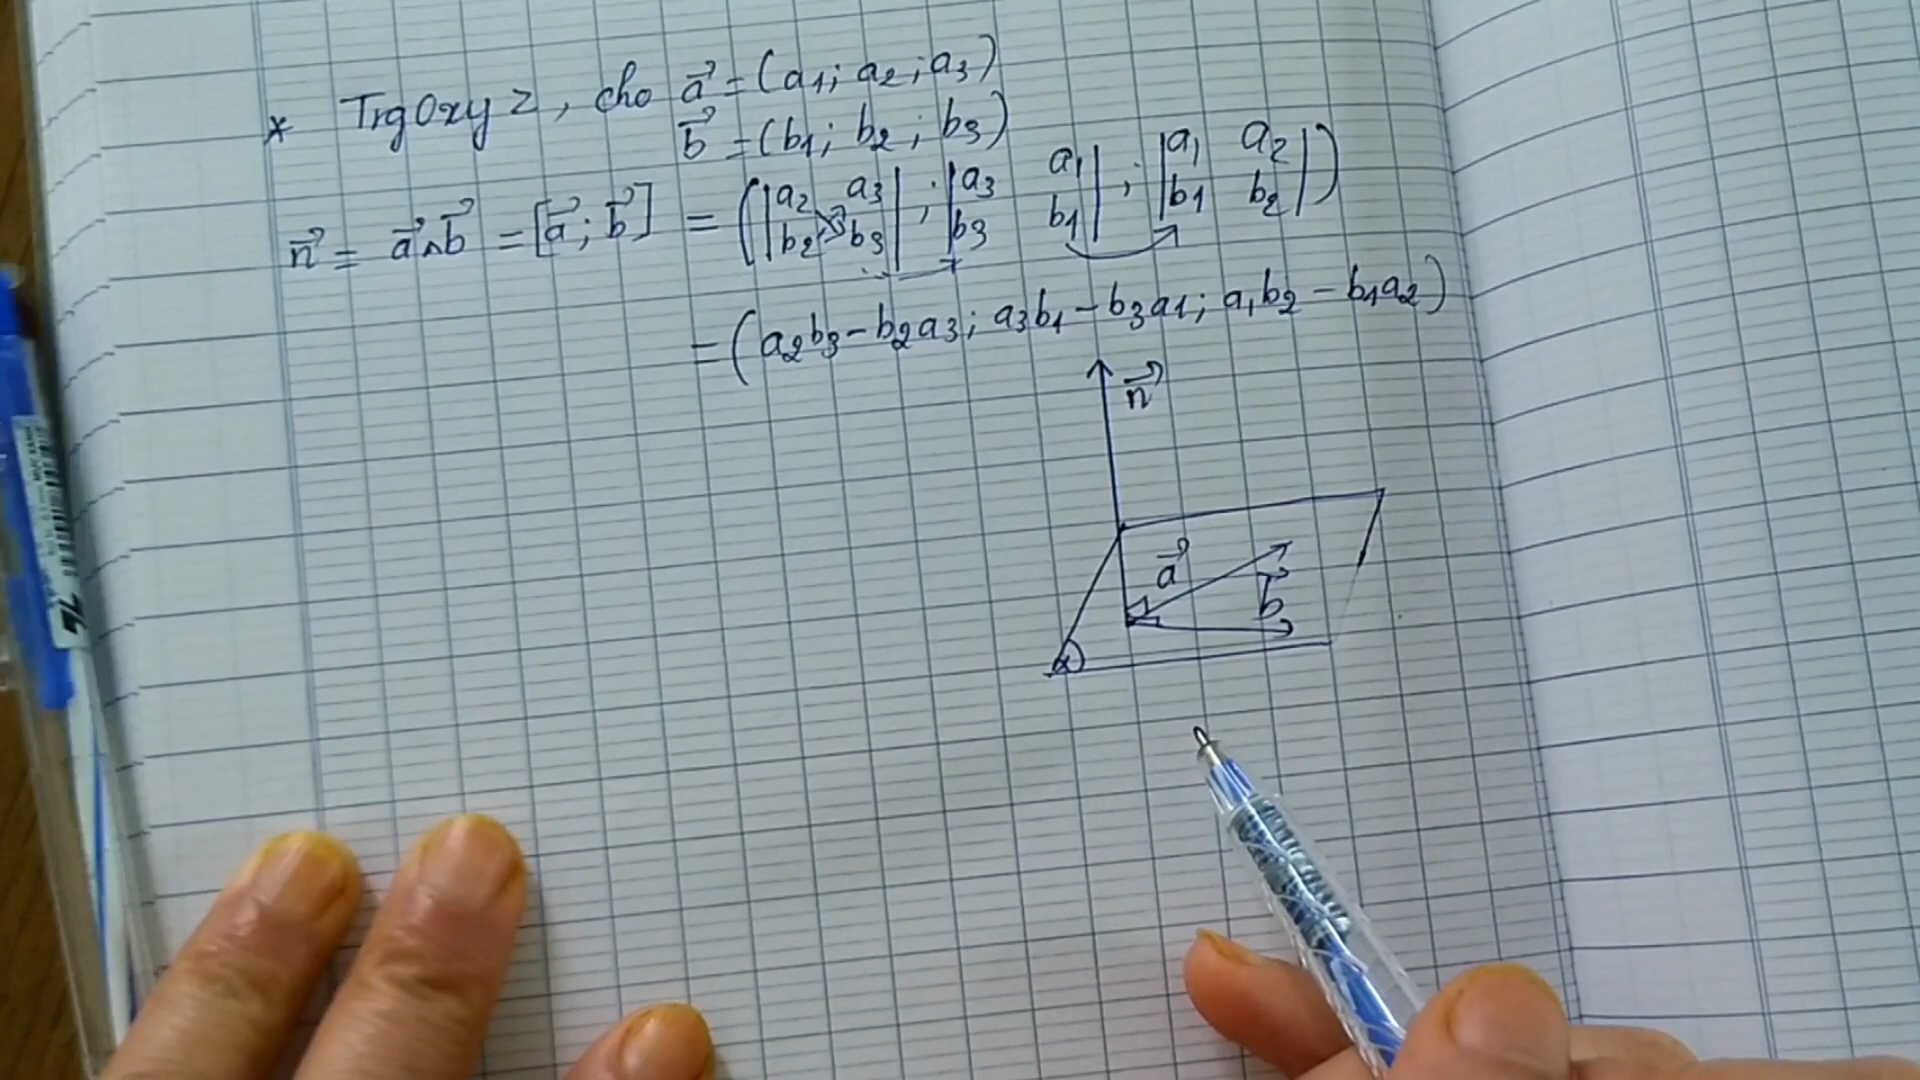 * Trg Oxyz, cho a⃗ = (a₁; a₂; a₃)
b⃗ = (b₁; b₂; b₃)
n⃗ = a⃗ ∧ b⃗ = [a⃗; b⃗] = (|a₂ a₃|; |a₃ a₁|; |a₁ a₂|)
|b₂ b₃| |b₃ b₁| |b₁ b₂|
= (a₂b₃ - b₂a₃; a₃b₁ - b₃a₁; a₁b₂ - b₁a₂)
n⃗
a⃗
b⃗
α